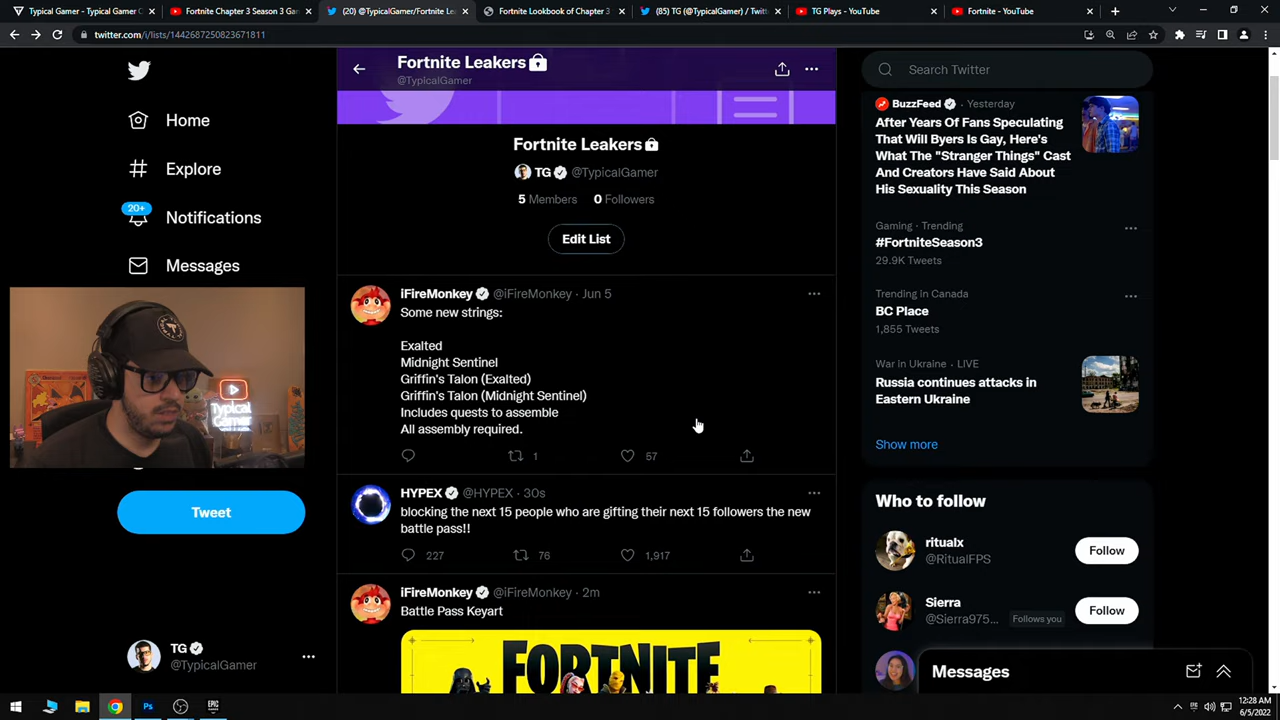 Typical Gamer - Typical Gamer C
Fortnite Chapter 3 Season 3 Gam
(20) @TypicalGamer/Fortnite Le
Fortnite Lookbook of Chapter 3
(85) TG (@TypicalGamer) / Twitt
TG Plays - YouTube
Fortnite - YouTube
twitter.com/i/lists/1442687250823671811
Home
Explore
20+
Notifications
Messages
Typical
Gamer
Tweet
TG
@TypicalGamer
Fortnite Leakers
@TypicalGamer
Fortnite Leakers
TG @TypicalGamer
5 Members 0 Followers
Edit List
iFireMonkey @iFireMonkey · Jun 5
Some new strings:
Exalted
Midnight Sentinel
Griffin's Talon (Exalted)
Griffin's Talon (Midnight Sentinel)
Includes quests to assemble
All assembly required.
1 57
HYPEX @HYPEX · 30s
blocking the next 15 people who are gifting their next 15 followers the new
battle pass!!
227 76 1,917
iFireMonkey @iFireMonkey · 2m
Battle Pass Keyart
FORTNITE
Search Twitter
BuzzFeed · Yesterday
After Years Of Fans Speculating
That Will Byers Is Gay, Here's
What The "Stranger Things" Cast
And Creators Have Said About
His Sexuality This Season
Gaming · Trending
#FortniteSeason3
29.9K Tweets
Trending in Canada
BC Place
1,855 Tweets
War in Ukraine · LIVE
Russia continues attacks in
Eastern Ukraine
Show more
Who to follow
ritualx
@RitualFPS
Follow
Sierra
@Sierra975... Follows you
Follow
Messages
Ps
EPIC
12:28 AM
6/5/2022